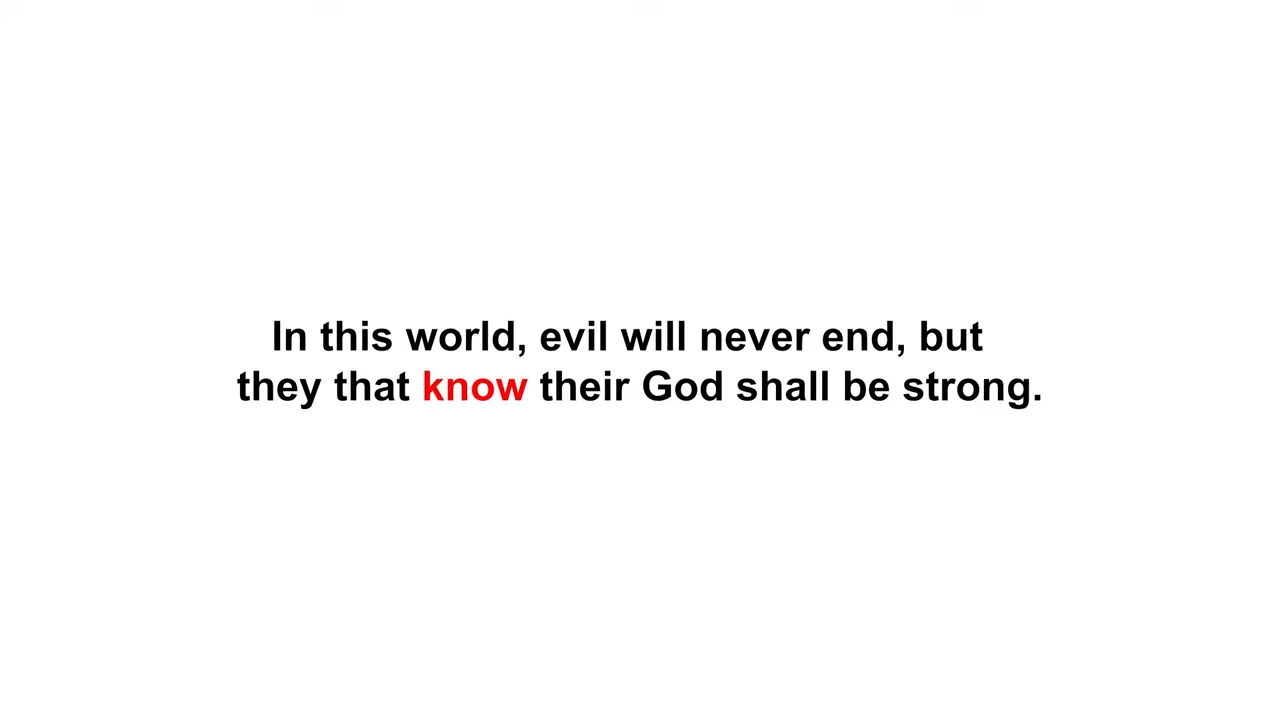 In this world, evil will never end, but
they that know their God shall be strong.